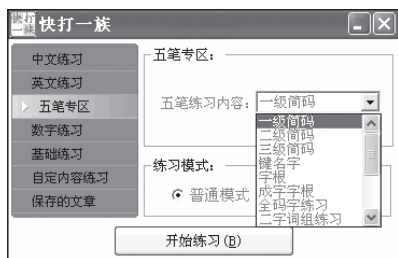 快打一族
中文练习
英文练习
五笔专区
数字练习
基础练习
自定内容练习
保存的文章
五笔专区：
五笔练习内容：
一级简码
一级简码
二级简码
三级简码
键名字
字根
成字字根
全码字练习
二字词组练习
练习模式：
普通模式
开始练习(B)